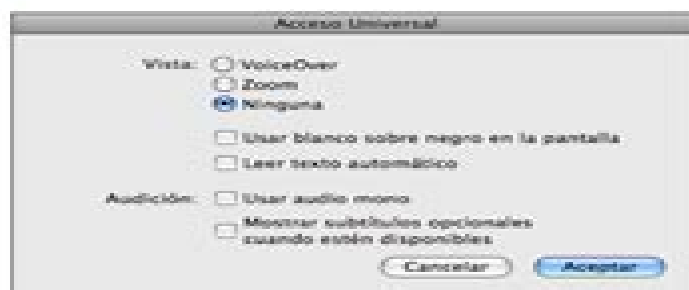 Acceso Universal
Vista: VoiceOver
Zoom
Ninguna
Usar blanco sobre negro en la pantalla
Leer texto automático
Audición: Usar audio mono
Mostrar subtítulos opcionales
cuando estén disponibles
Cancelar Aceptar